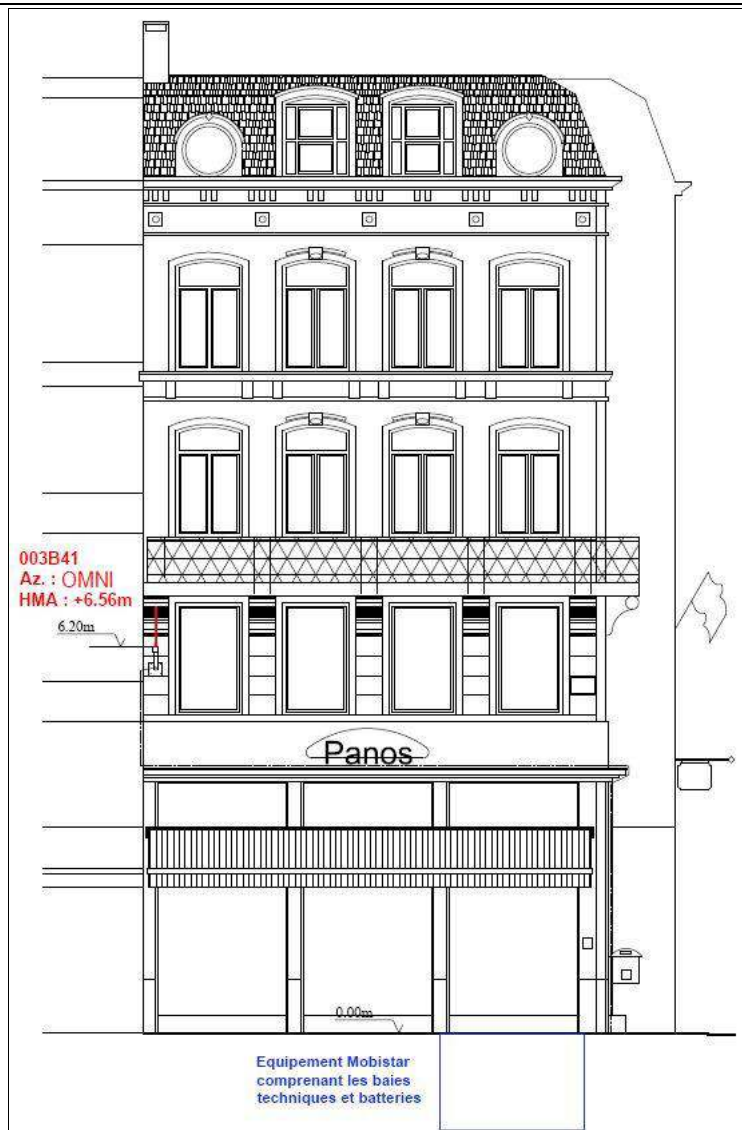 003B41
Az. : OMNI
HMA : +6.56m
6.20m
Panos
0.00m
Equipement Mobistar
comprenant les baies
techniques et batteries